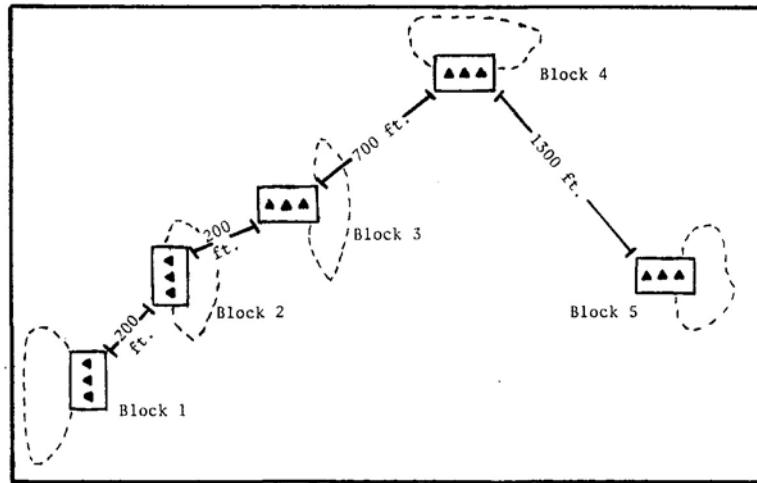 Block 4
700 ft.
1300 ft.
200
ft.
Block 3
200
ft.
Block 2
Block 5
Block 1